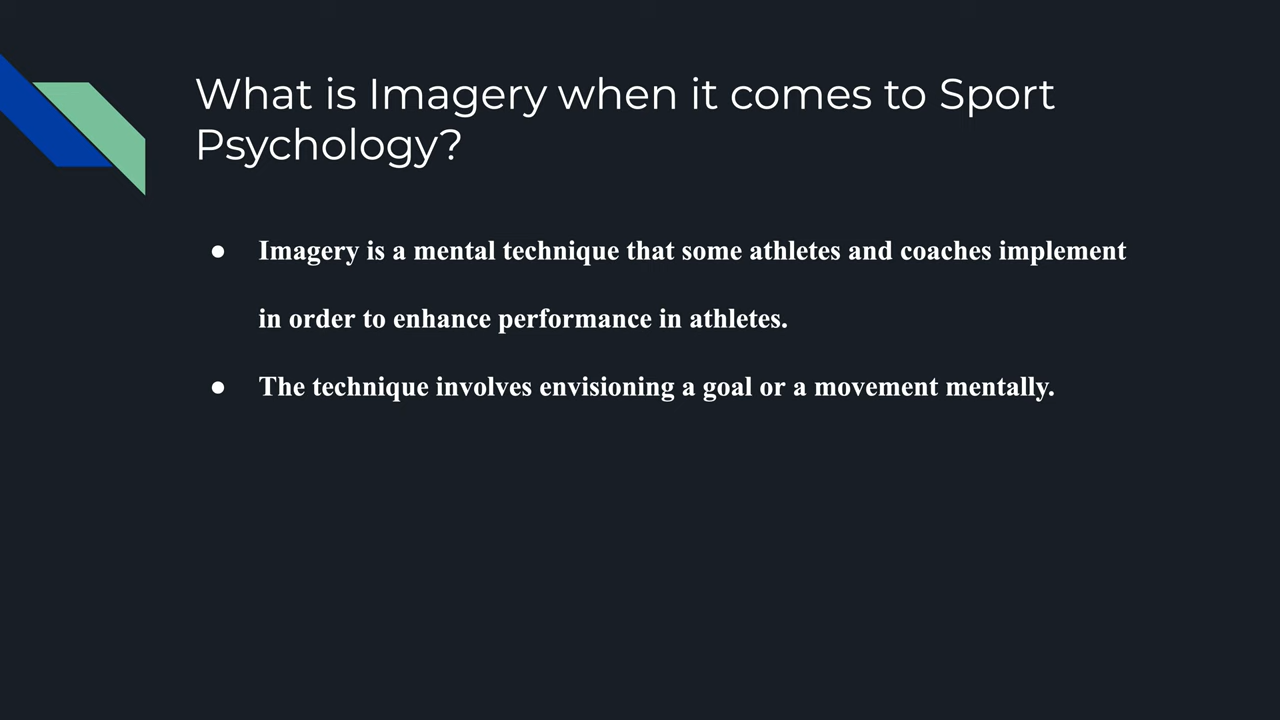 What is Imagery when it comes to Sport
Psychology?
● Imagery is a mental technique that some athletes and coaches implement
in order to enhance performance in athletes.
● The technique involves envisioning a goal or a movement mentally.